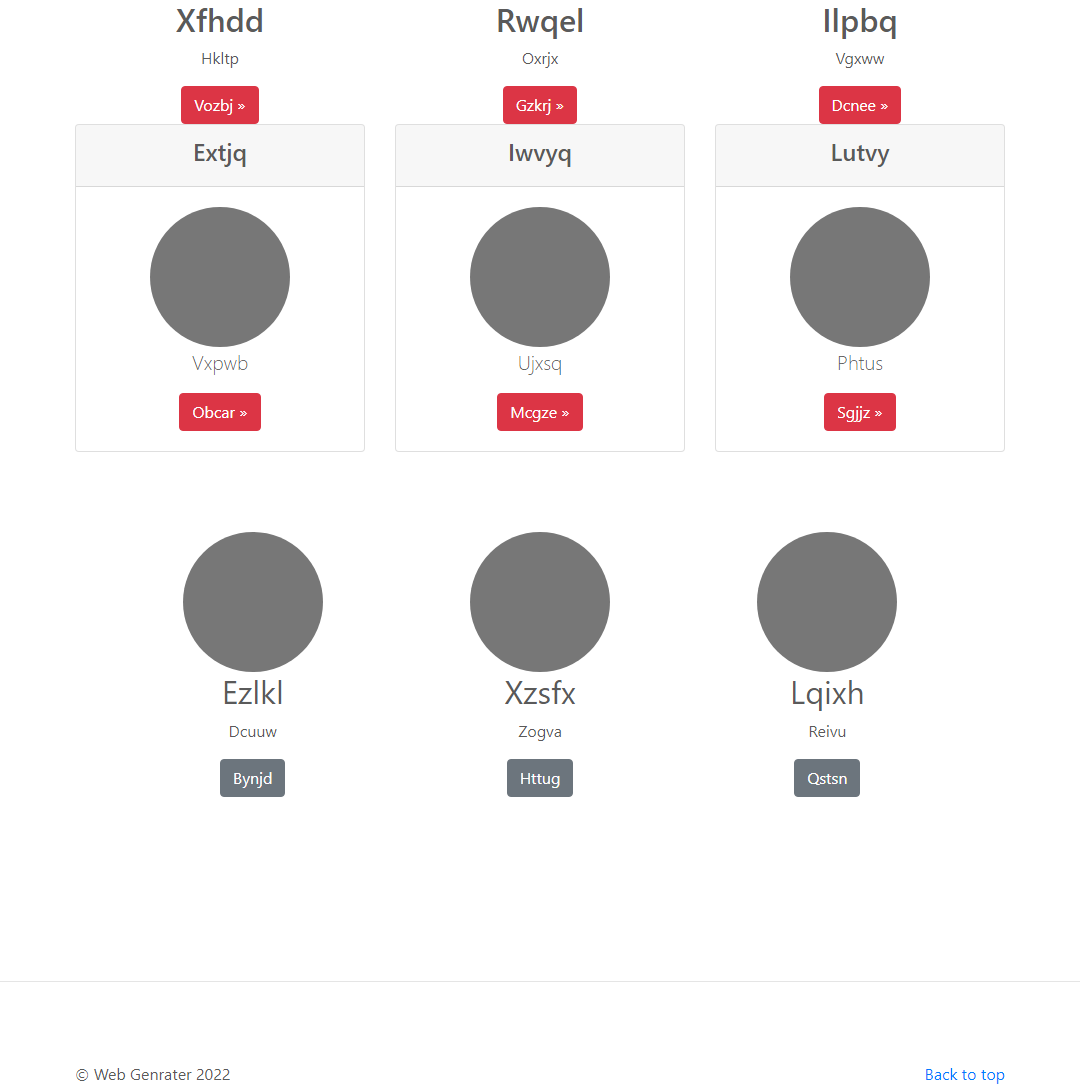 Xfhdd
Hkltp
Vozbj »
Rwqel
Oxrjx
Gzkrj »
Ilpbq
Vgxww
Dcnee »
Extjq
Vxpwb
Obcar »
Iwvyq
Ujxsq
Mcgze »
Lutvy
Phtus
Sgjjz »
Ezlkl
Dcuuw
Bynjd
Xzsfx
Zogva
Httug
Lqixh
Reivu
Qstsn
© Web Genrater 2022
Back to top